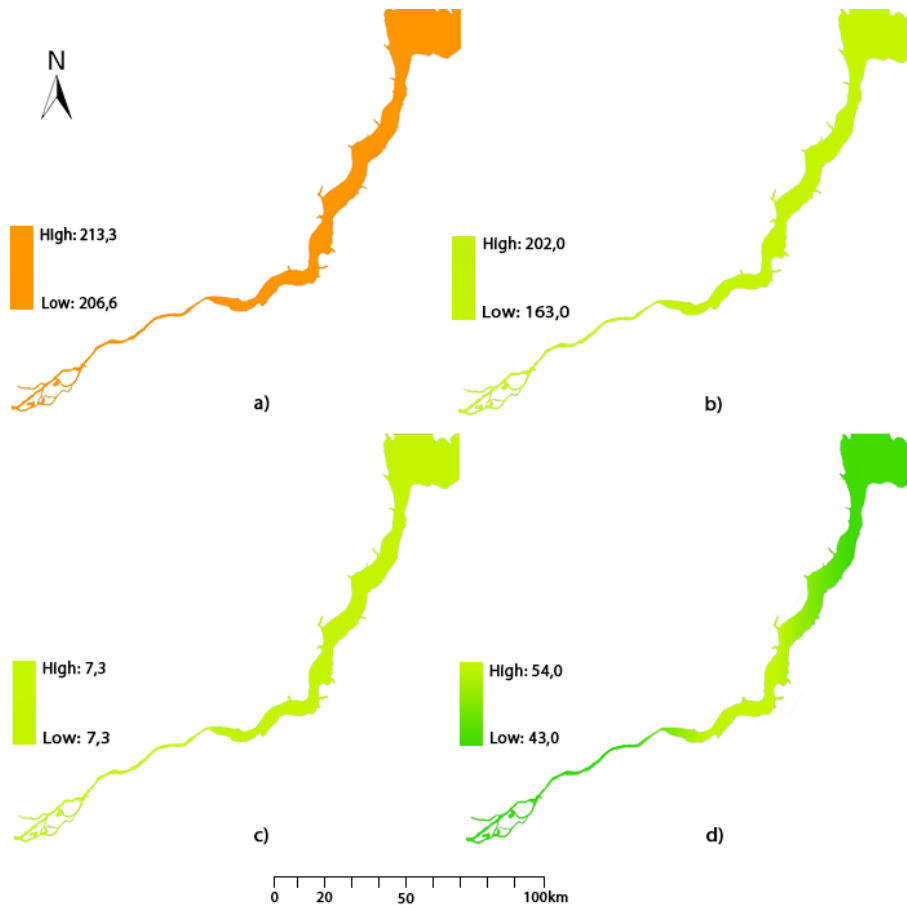 N
High: 213,3
Low: 206,6
a)
High: 202,0
Low: 163,0
b)
High: 7,3
Low: 7,3
c)
High: 54,0
Low: 43,0
d)
0 20 50 100km